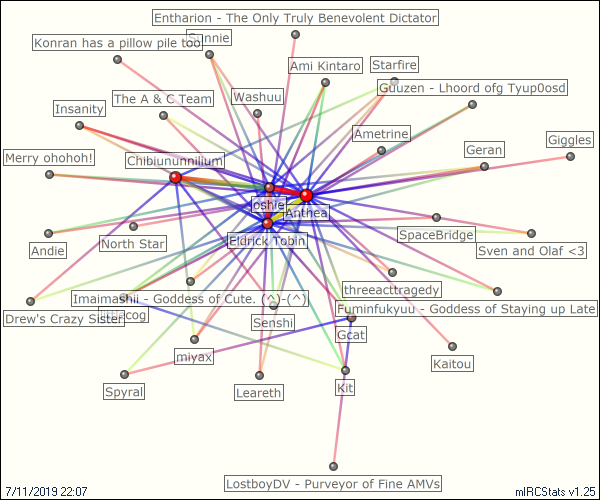 Entharion - The Only Truly Benevolent Dictator
Konran has a pillow pile too
Sunnie
Ami Kintaro
Starfire
Guuzen - Lhoord ofg Tyup0osd
The A & C Team
Washuu
Insanity
Ametrine
Giggles
Geran
Merry ohohoh!
Chibiununnilium
oshie
Anthea
Eldrick Tobin
SpaceBridge
Andie
North Star
Sven and Olaf <3
threeacttragedy
Imaimashii - Goddess of Cute. (^)-(^)
Fuminfukyuu - Goddess of Staying up Late
Drew's Crazy Sister
littlecog
Senshi
Gcat
miyax
Kaitou
Spyral
Leareth
Kit
LostboyDV - Purveyor of Fine AMVs
7/11/2019 22:07
mIRCStats v1.25